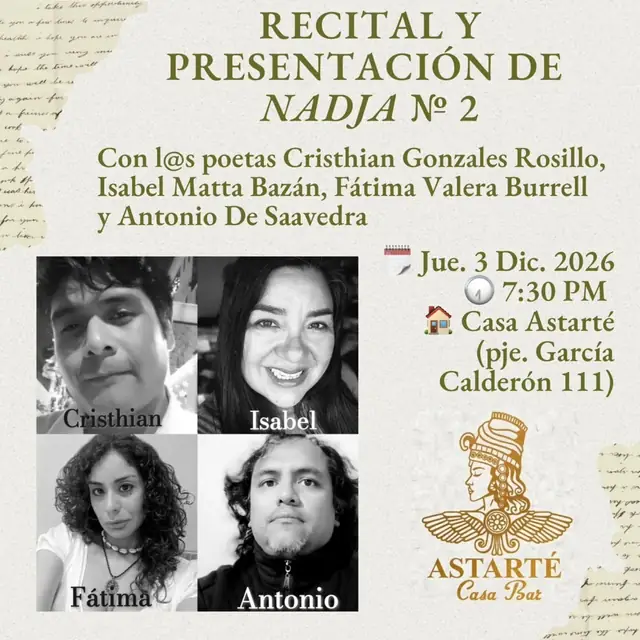 RECITAL Y
PRESENTACIÓN DE
NADJA № 2
Con l@s poetas Cristhian Gonzales Rosillo,
Isabel Matta Bazán, Fátima Valera Burrell
y Antonio De Saavedra
Jue. 3 Dic. 2026
7:30 PM
Casa Astarté
(pje. García
Calderón 111)
Cristhian
Isabel
Fátima
Antonio
ASTARTÉ
Casa Bar